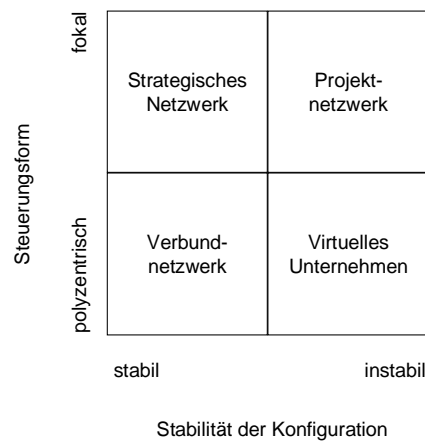 Steuerungsform
fokal
polyzentrisch
Strategisches
Netzwerk
Projekt-
netzwerk
Verbund-
netzwerk
Virtuelles
Unternehmen
stabil
instabil
Stabilität der Konfiguration